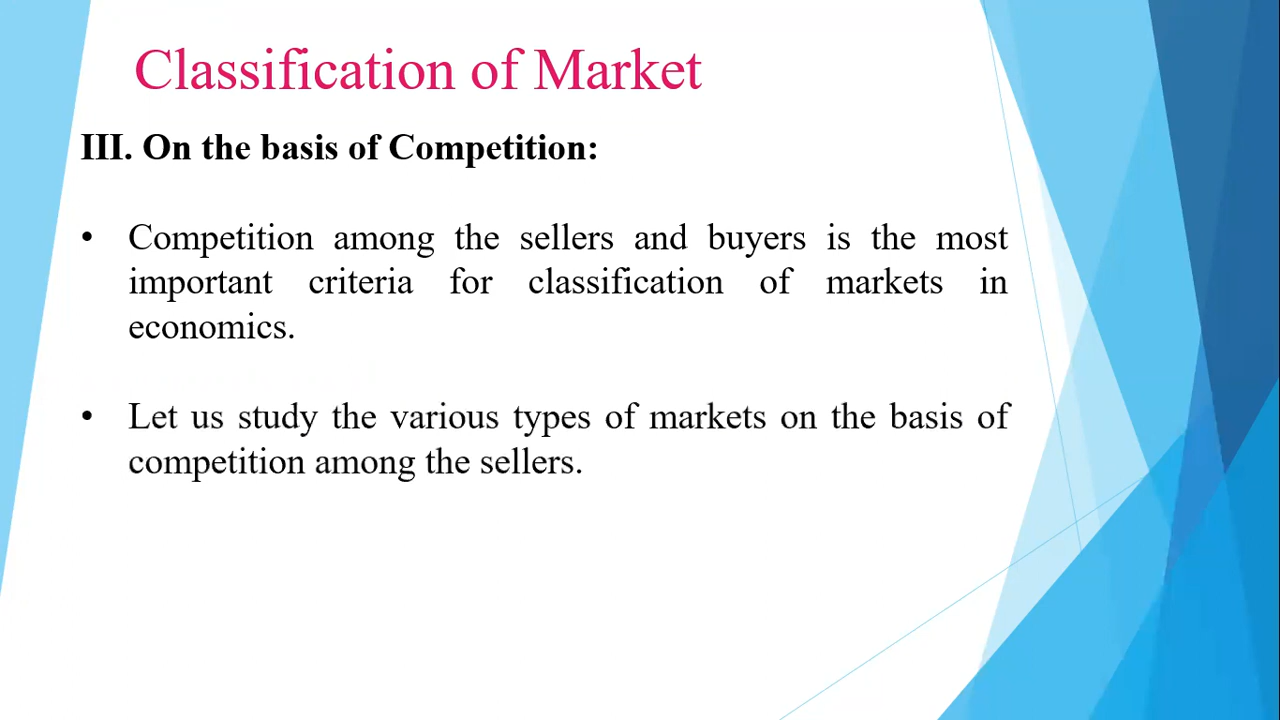 Classification of Market
III. On the basis of Competition:
• Competition among the sellers and buyers is the most
important criteria for classification of markets in
economics.
• Let us study the various types of markets on the basis of
competition among the sellers.